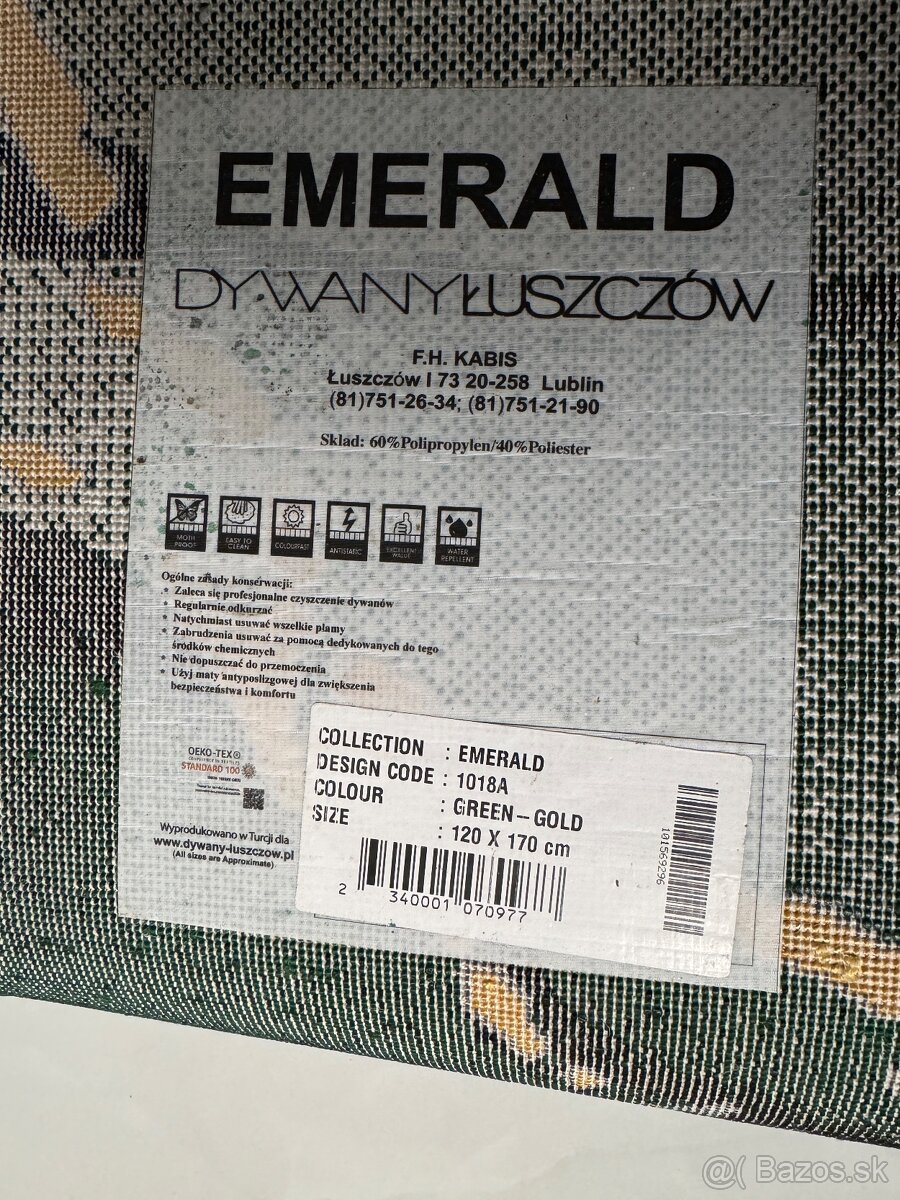 EMERALD
DYWANYŁUSZCZÓW
F.H. KABIS
Łuszczów I 73 20-258 Lublin
(81)751-26-34; (81)751-21-90
Skład: 60%Polipropylen/40%Poliester
MOTH PROOF
EASY TO CLEAN
COLOURFAST
ANTISTATIC
EXCELLENT VALUE
WATER REPELLENT
Ogólne zasady konserwacji:
* Zaleca się profesjonalne czyszczenie dywanów
* Regularnie odkurzać
* Natychmiast usuwać wszelkie plamy
* Zabrudzenia usuwać za pomocą dedykowanych do tego
środków chemicznych
* Nie dopuszczać do przemoczenia
* Użyj maty antyposlizgowej dla zwiększenia
bezpieczeństwa i komfortu
OEKO-TEX®
STANDARD 100
Wyprodukowano w Turcji dla
www.dywany-luszczow.pl
(All sizes are Approximate)
COLLECTION : EMERALD
DESIGN CODE : 1018A
COLOUR : GREEN-GOLD
SIZE : 120 X 170 cm
2 340001 070977
101569296
@( Bazos.sk